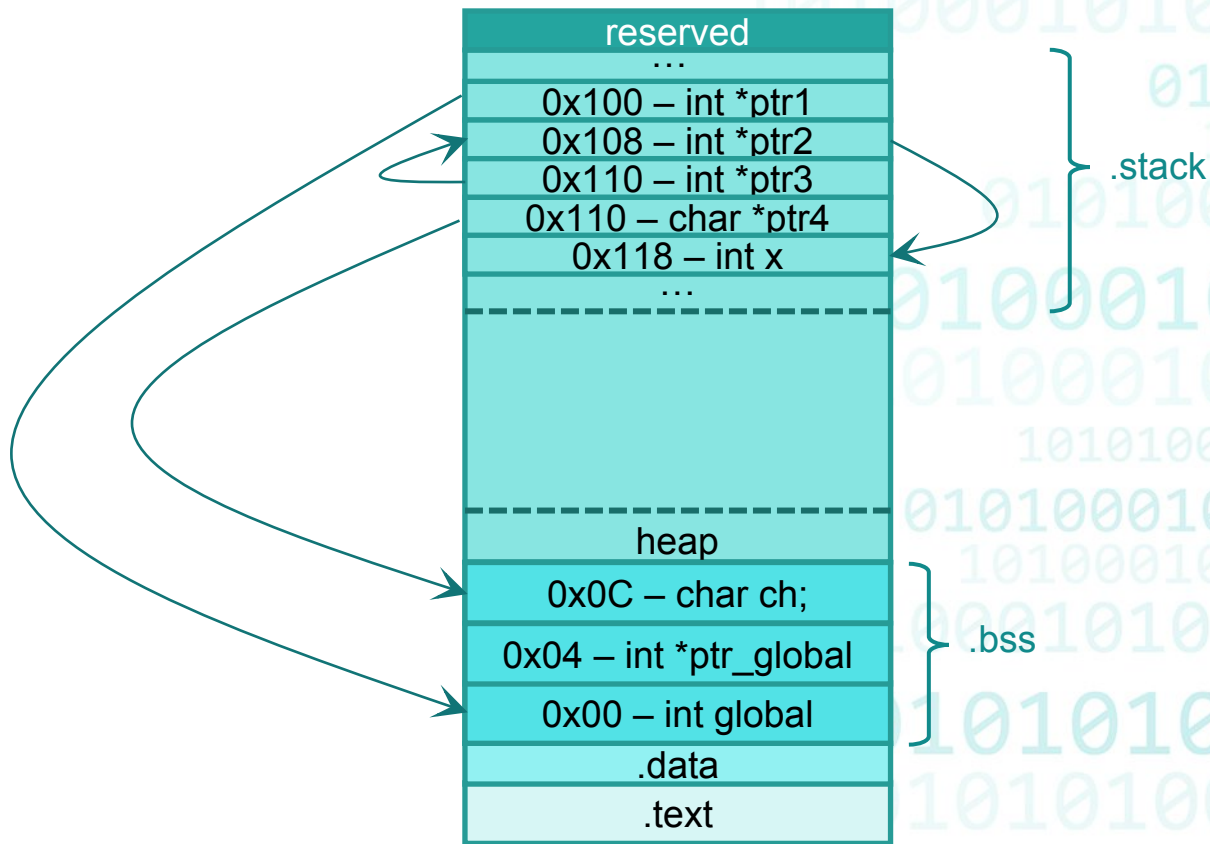 reserved
…
0x100 – int *ptr1
0x108 – int *ptr2
0x110 – int *ptr3
0x110 – char *ptr4
0x118 – int x
…
.stack
heap
0x0C – char ch;
0x04 – int *ptr_global
0x00 – int global
.bss
.data
.text